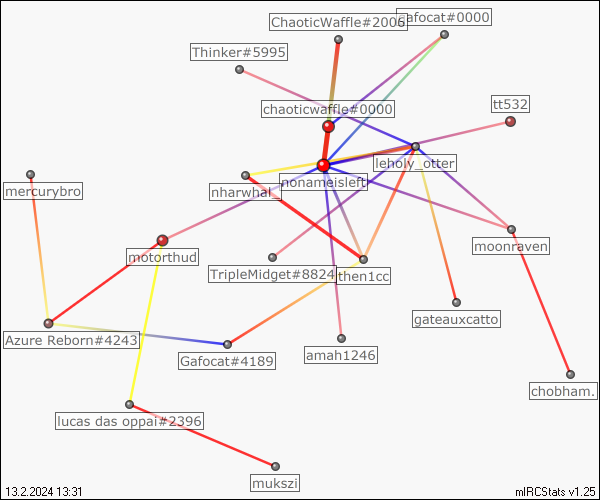 ChaoticWaffle#2006
gafocat#0000
Thinker#5995
chaoticwaffle#0000
tt532
leholy_otter
nonameisleft
mercurybro
nharwhal_
motorthud
moonraven
TripleMidget#8824
then1cc
gateauxcatto
Azure Reborn#4243
Gafocat#4189
amah1246
chobham.
lucas das oppai#2396
mukszi
13.2.2024 13:31
mIRCStats v1.25